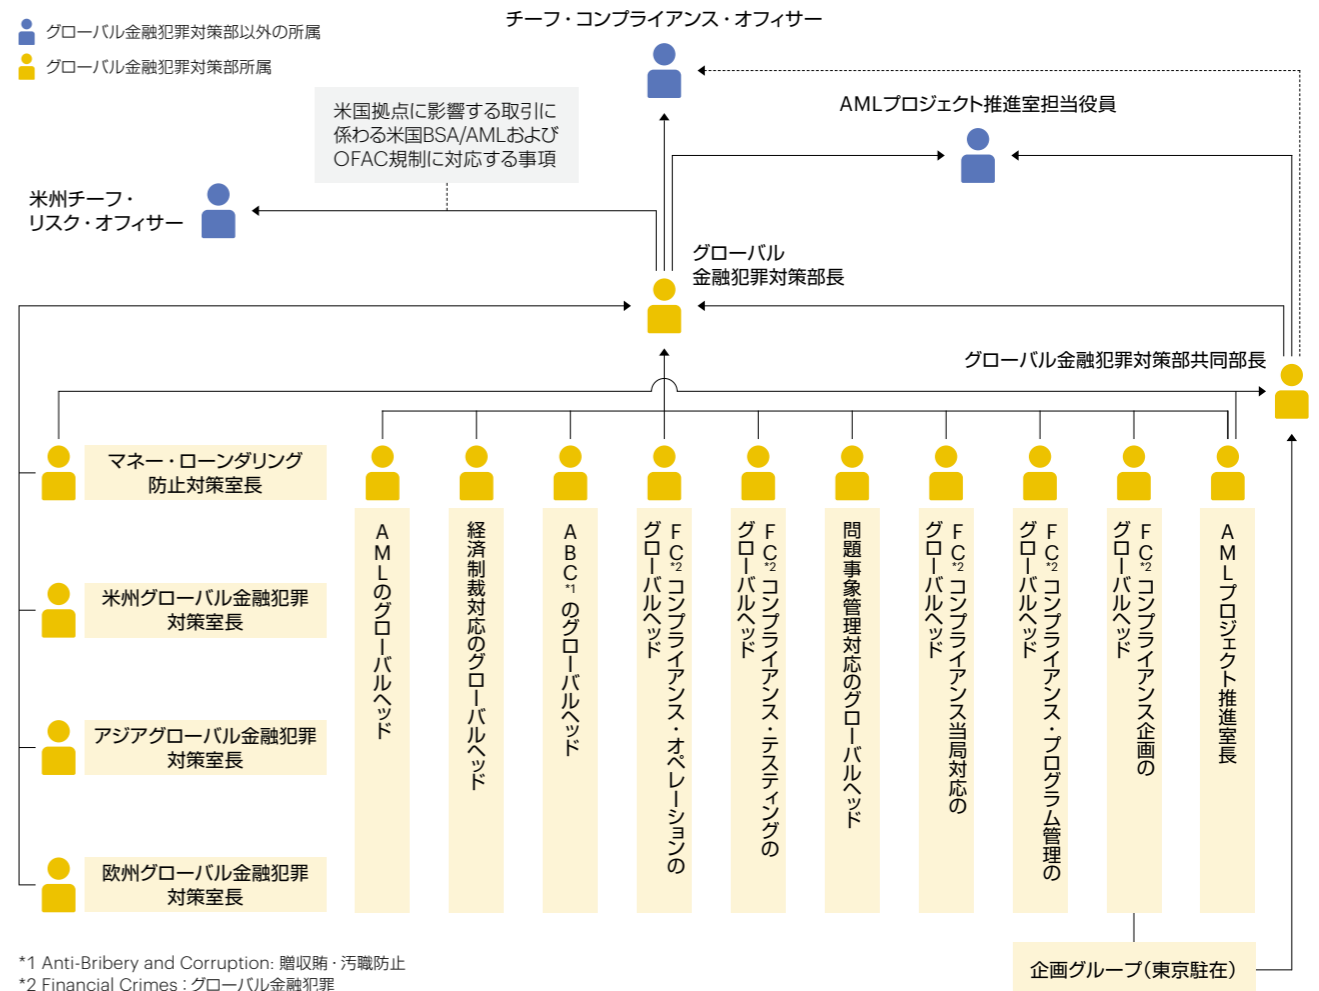 チーフ・コンプライアンス・オフィサー
グローバル金融犯罪対策部以外の所属
グローバル金融犯罪対策部所属
米国拠点に影響する取引に
係わる米国BSA/AMLおよび
OFAC規制に対応する事項
AMLプロジェクト推進室担当役員
米州チーフ・
リスク・オフィサー
グローバル
金融犯罪対策部長
グローバル金融犯罪対策部共同部長
マネー・ローンダリング
防止対策室長
米州グローバル金融犯罪
対策室長
アジアグローバル金融犯罪
対策室長
欧州グローバル金融犯罪
対策室長
AMLのグローバルヘッド
経済制裁対応のグローバルヘッド
ABC*1のグローバルヘッド
FC*2コンプライアンス・オペレーションの
グローバルヘッド
FC*2コンプライアンス・テスティングの
グローバルヘッド
問題事象管理対応のグローバルヘッド
FC*2コンプライアンス当局対応の
グローバルヘッド
FC*2コンプライアンス・プログラム管理の
グローバルヘッド
FC*2コンプライアンス企画の
グローバルヘッド
AMLプロジェクト推進室長
企画グループ（東京駐在）
*1 Anti-Bribery and Corruption: 贈収賄・汚職防止
*2 Financial Crimes：グローバル金融犯罪